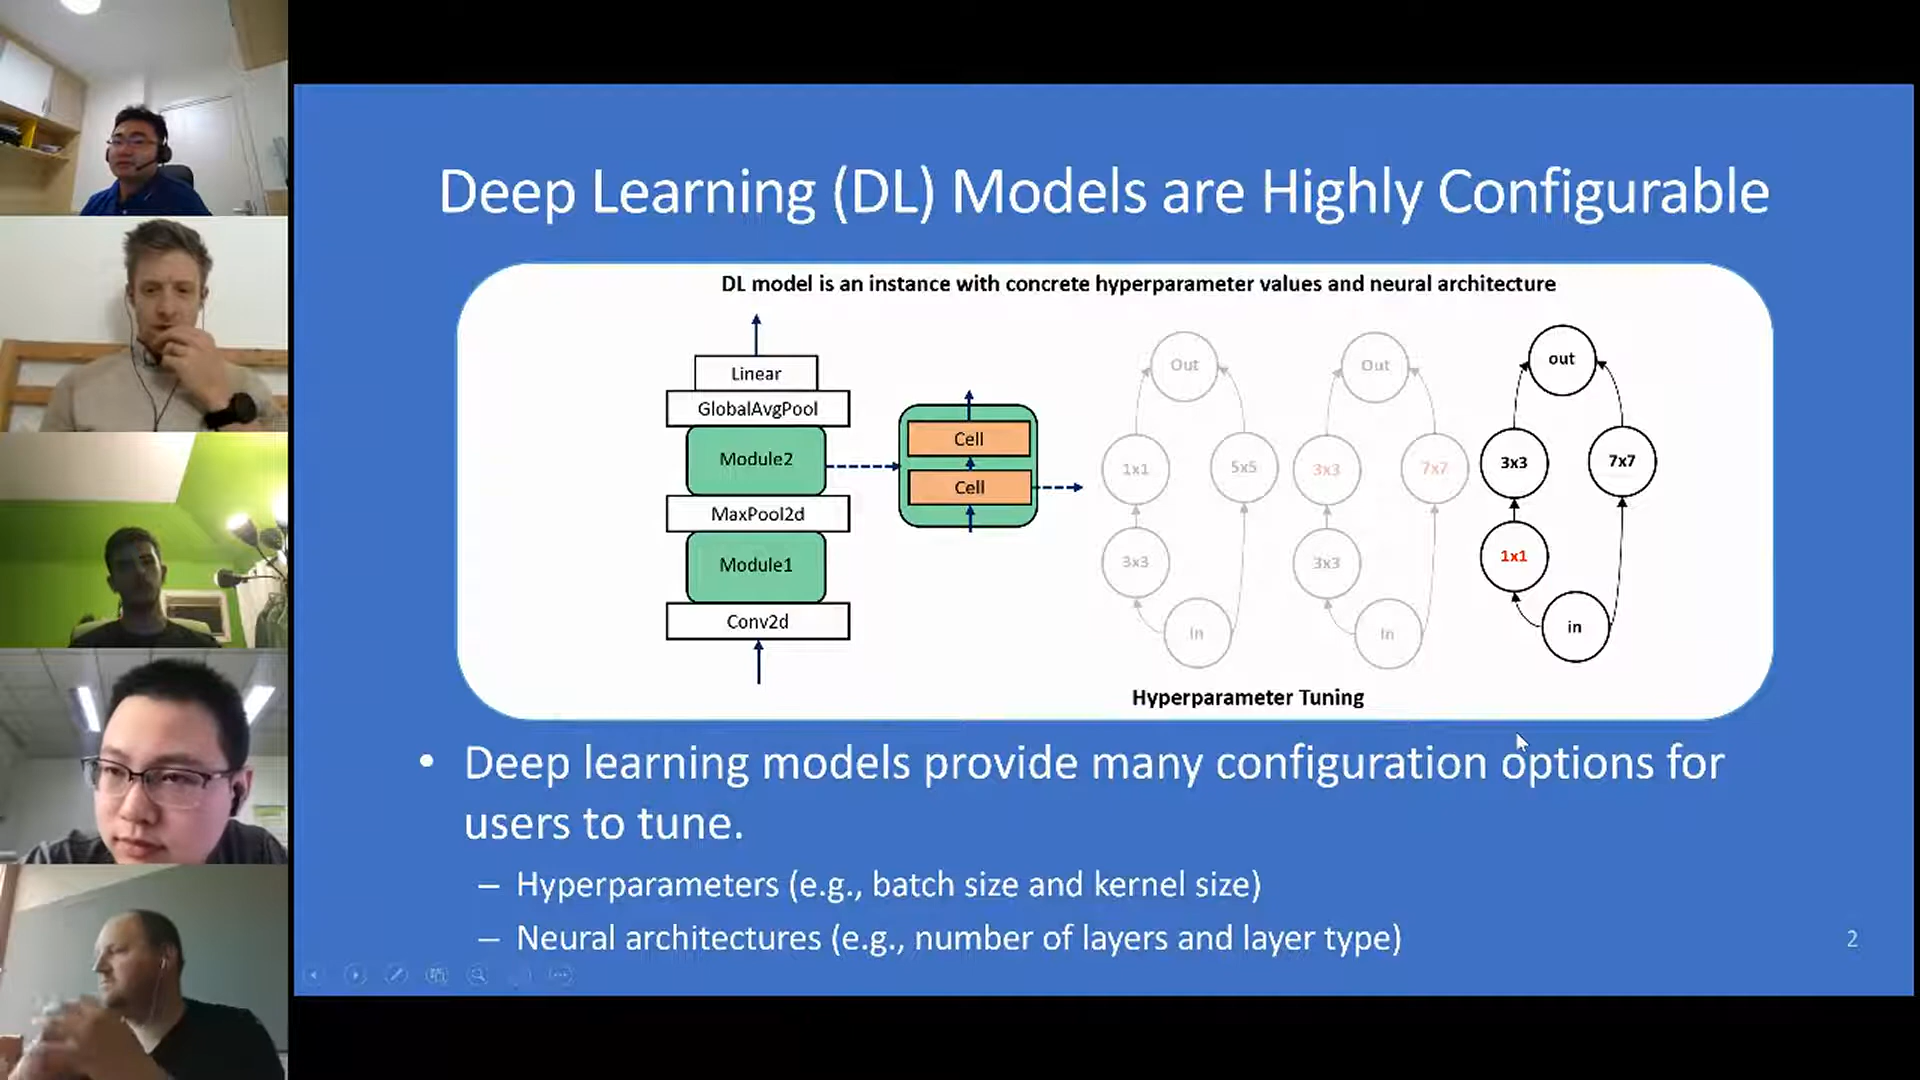 Deep Learning (DL) Models are Highly Configurable
DL model is an instance with concrete hyperparameter values and neural architecture
Linear
GlobalAvgPool
Module2
MaxPool2d
Module1
Conv2d
Cell
Cell
Out
1x1
5x5
3x3
In
Out
3x3
7x7
3x3
In
out
3x3
7x7
1x1
in
Hyperparameter Tuning
• Deep learning models provide many configuration options for
users to tune.
– Hyperparameters (e.g., batch size and kernel size)
– Neural architectures (e.g., number of layers and layer type)
2